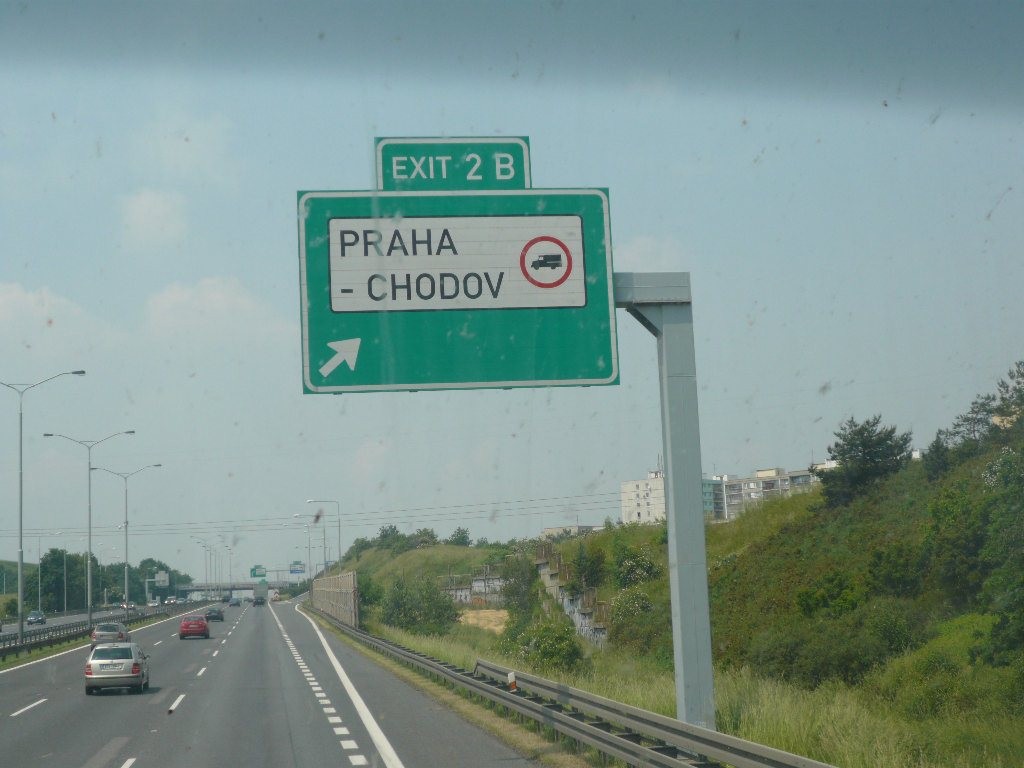 EXIT 2 B
PRAHA
- CHODOV